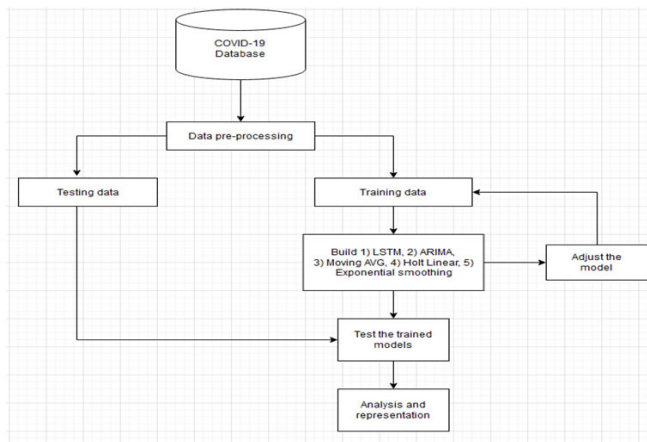 COVID-19
Database
Data pre-processing
Testing data
Training data
Build 1) LSTM, 2) ARIMA,
3) Moving AVG, 4) Holt Linear, 5)
Exponential smoothing
Adjust the
model
Test the trained
models
Analysis and
representation